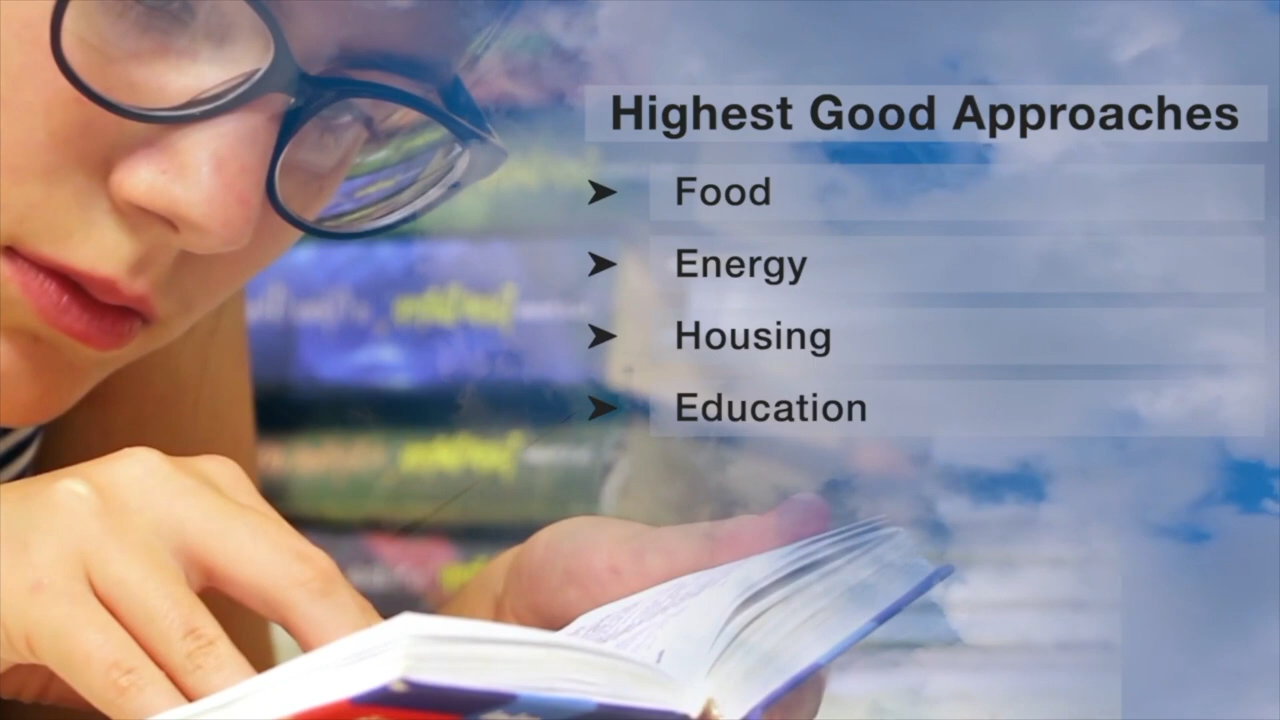 Highest Good Approaches
➤ Food
➤ Energy
➤ Housing
➤ Education